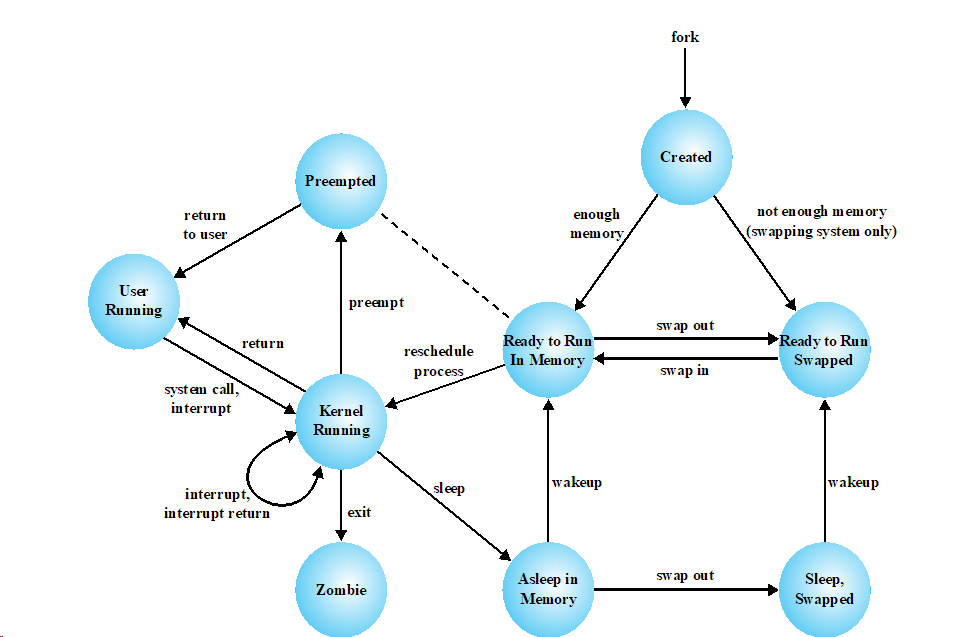 fork
Created
Preempted
enough
memory
not enough memory
(swapping system only)
return
to user
User
Running
preempt
return
reschedule
process
Ready to Run
In Memory
swap out
swap in
Ready to Run
Swapped
system call,
interrupt
Kernel
Running
interrupt,
interrupt return
sleep
exit
wakeup
wakeup
Zombie
Asleep in
Memory
swap out
Sleep,
Swapped